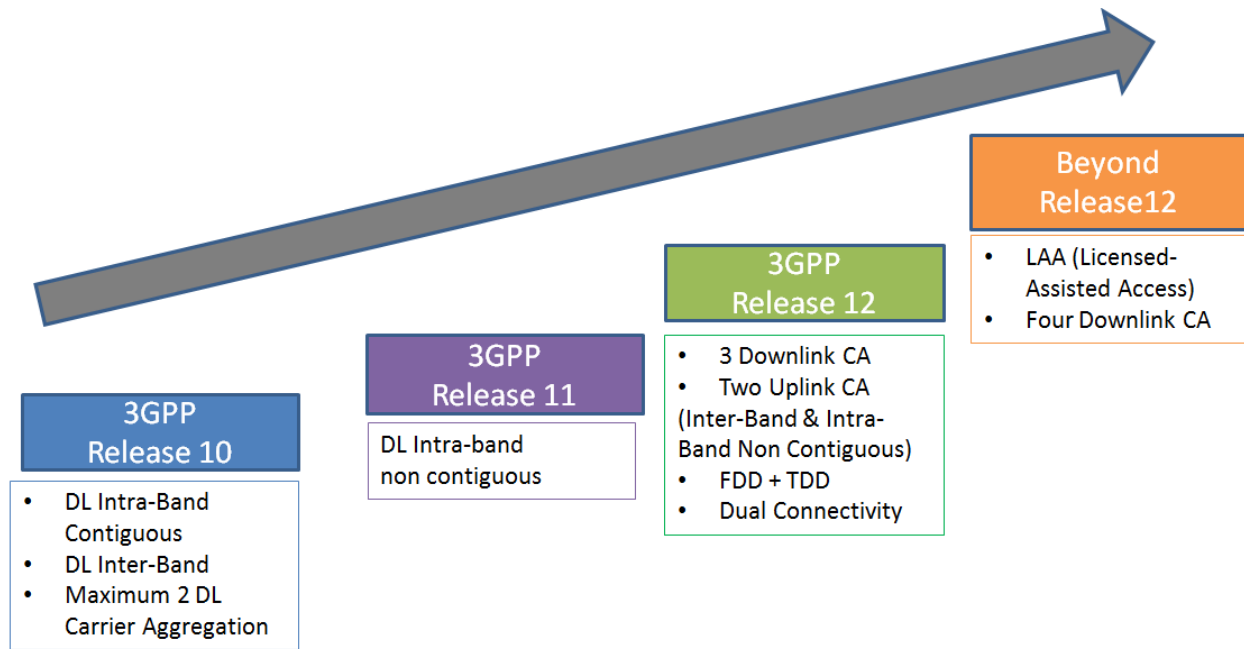 3GPP
Release 10
• DL Intra-Band
Contiguous
• DL Inter-Band
• Maximum 2 DL
Carrier Aggregation
3GPP
Release 11
DL Intra-band
non contiguous
3GPP
Release 12
• 3 Downlink CA
• Two Uplink CA
(Inter-Band & Intra-
Band Non Contiguous)
• FDD + TDD
• Dual Connectivity
Beyond
Release12
• LAA (Licensed-
Assisted Access)
• Four Downlink CA